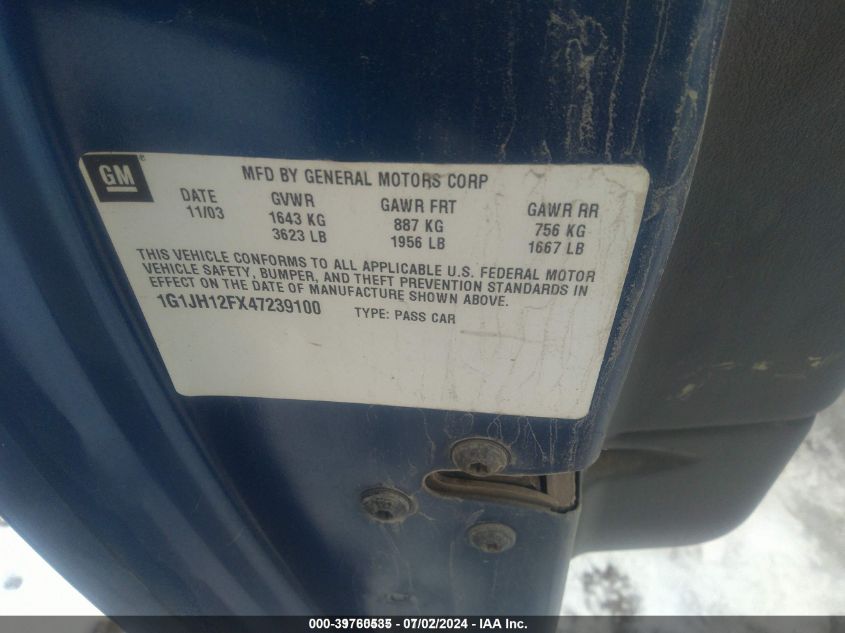 GM ®
MFD BY GENERAL MOTORS CORP
DATE GVWR GAWR FRT GAWR RR
11/03 1643 KG 887 KG 756 KG
3623 LB 1956 LB 1667 LB
THIS VEHICLE CONFORMS TO ALL APPLICABLE U.S. FEDERAL MOTOR
VEHICLE SAFETY, BUMPER, AND THEFT PREVENTION STANDARDS IN
EFFECT ON THE DATE OF MANUFACTURE SHOWN ABOVE.
1G1JH12FX47239100 TYPE: PASS CAR
000-39760535 - 07/02/2024 - IAA Inc.